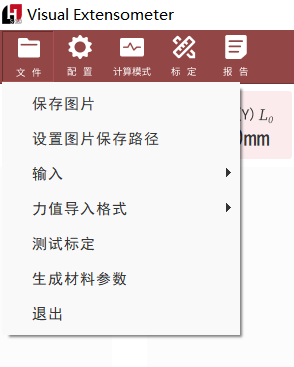 Visual Extensometer
文 件 配 置 计算模式 标 定 报 告
保存图片
设置图片保存路径
输入
力值导入格式
测试标定
生成材料参数
退出
Y) L₀
0mm